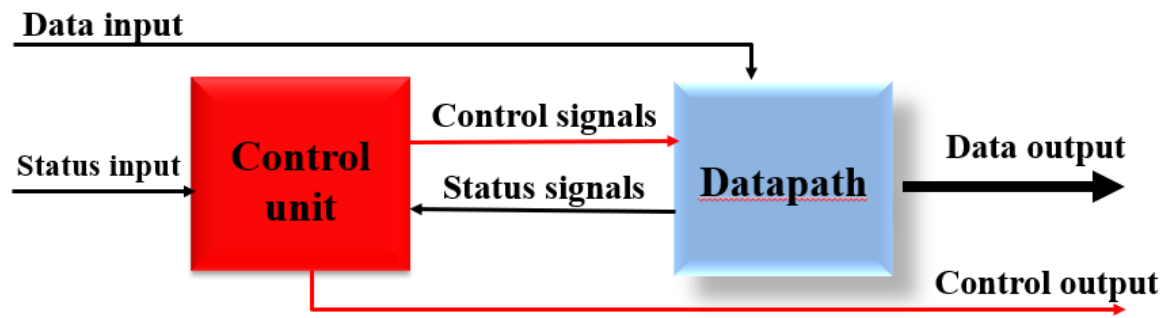 Data input
Control signals
Status input
Control
unit
Status signals
Datapath
Data output
Control output